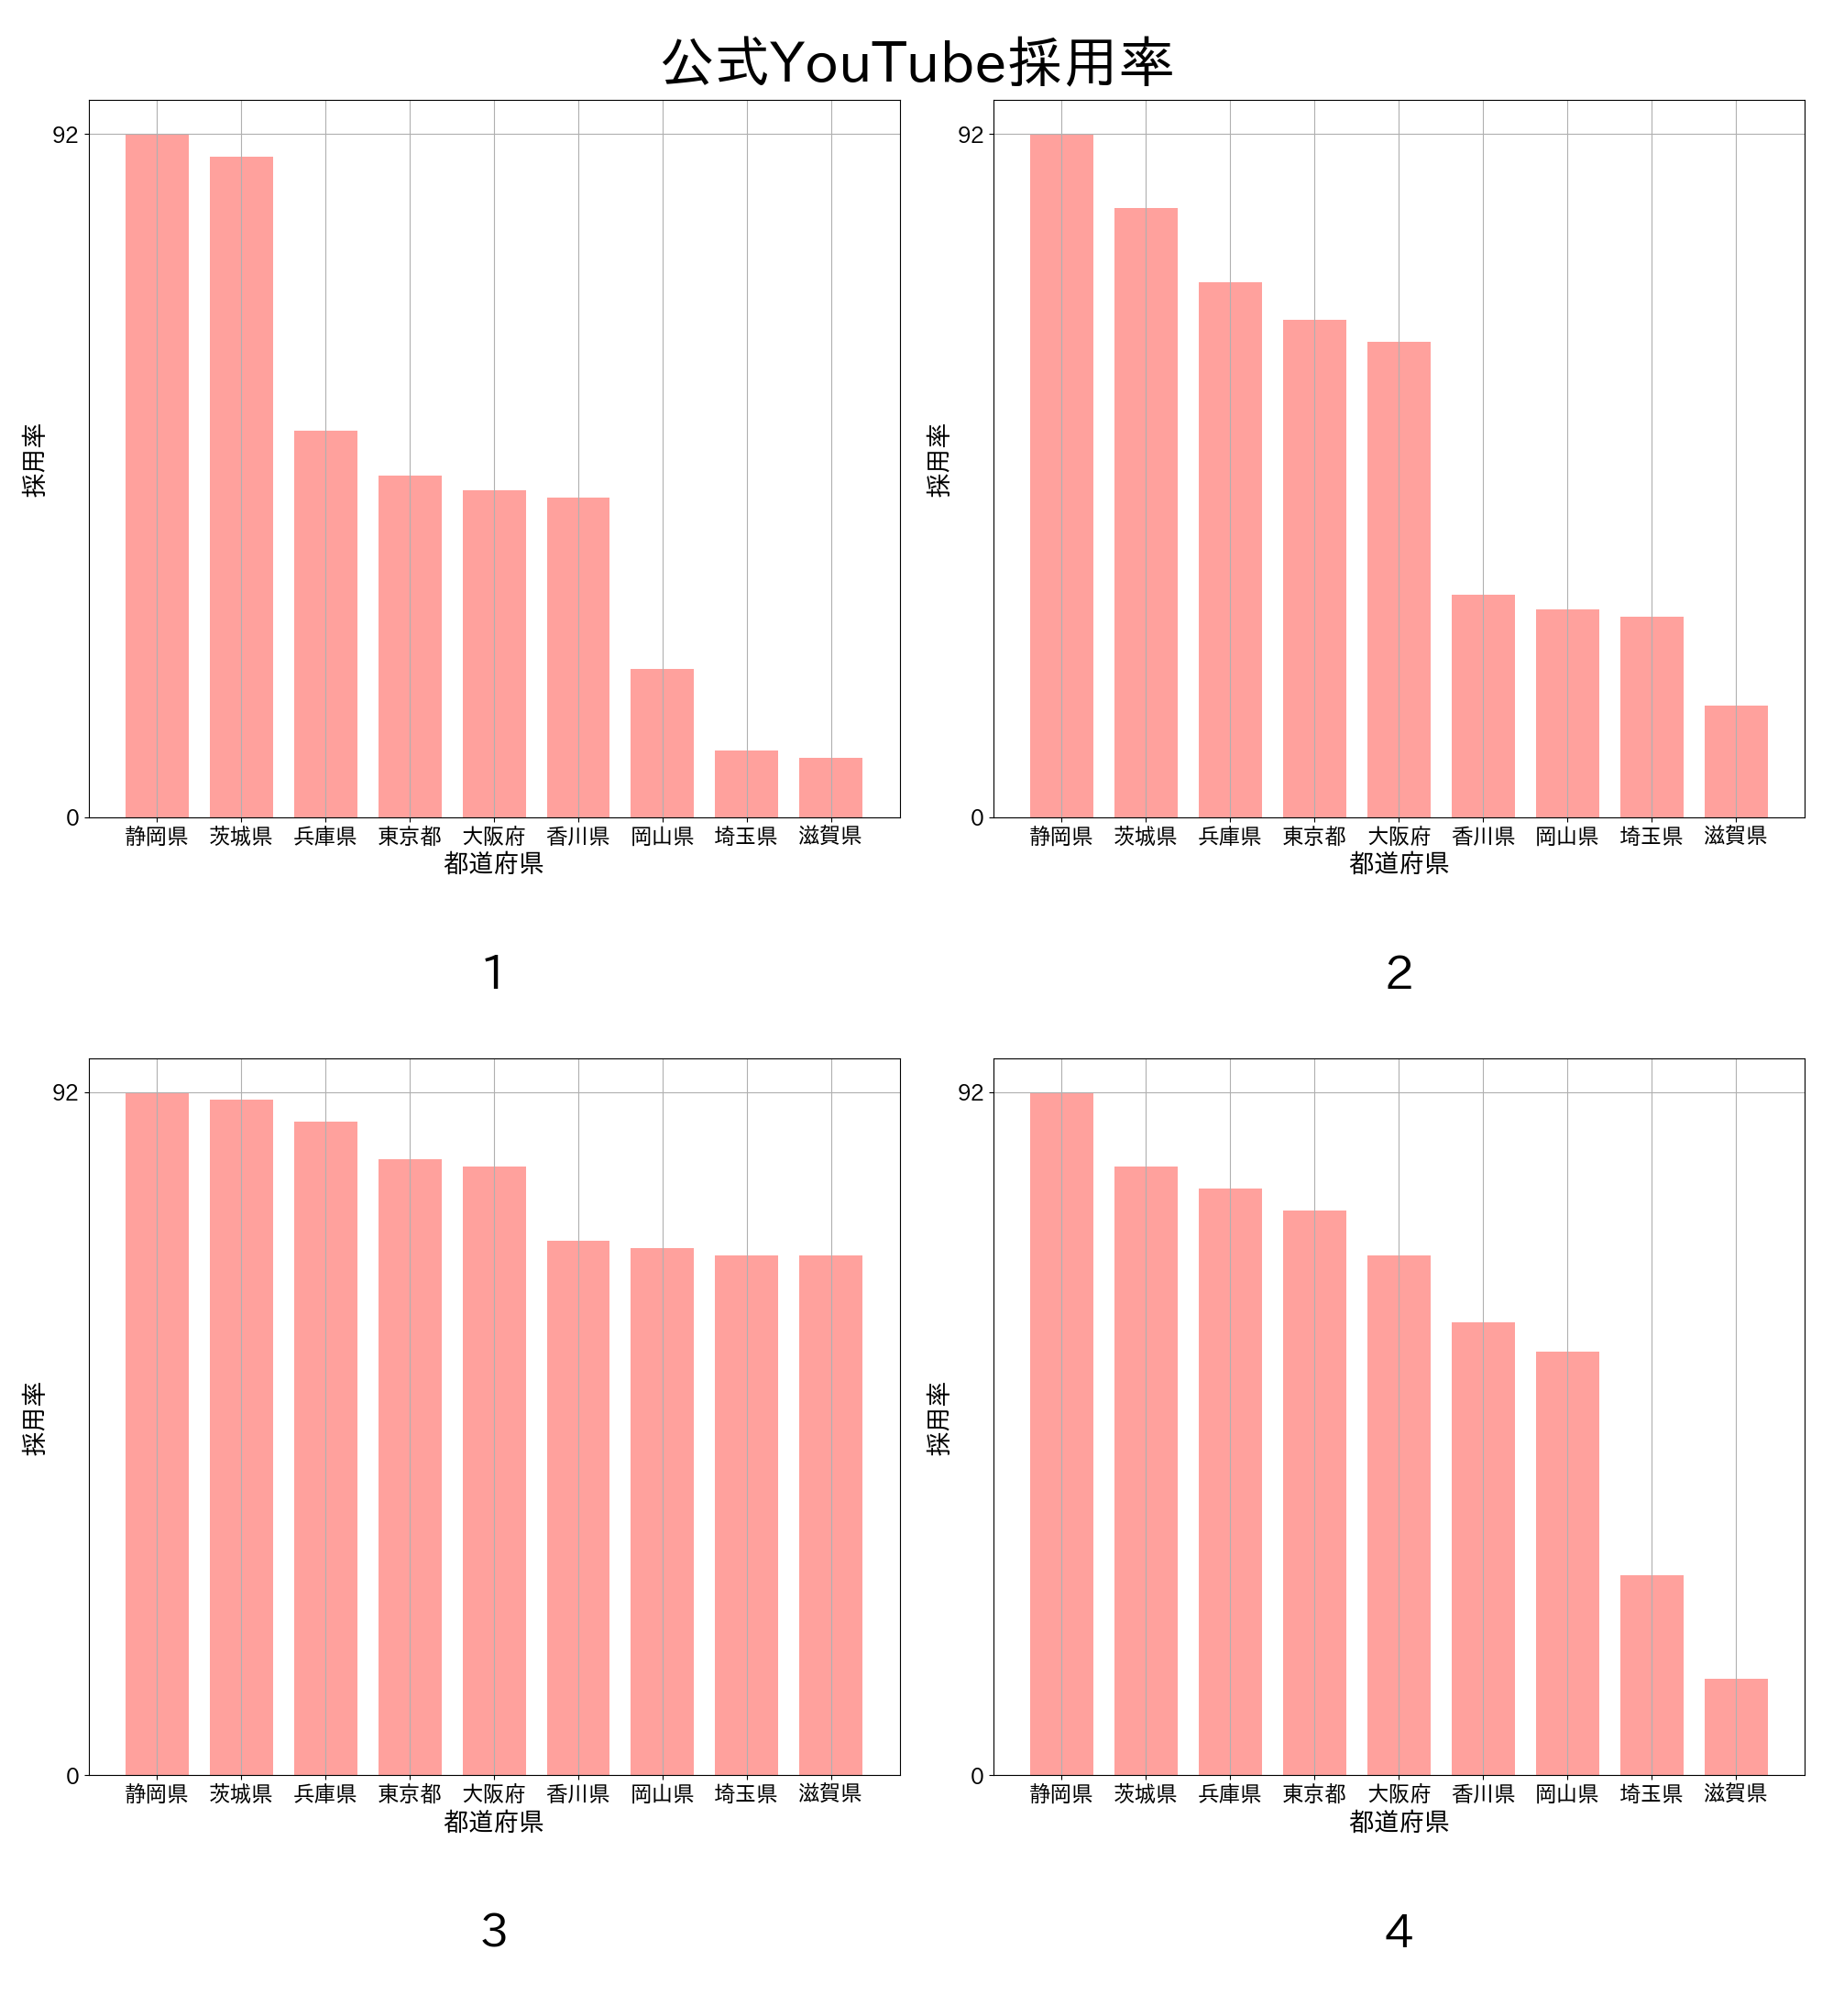 公式YouTube採用率
92
0
採用率
静岡県 茨城県 兵庫県 東京都 大阪府 香川県 岡山県 埼玉県 滋賀県
都道府県
1
92
0
採用率
静岡県 茨城県 兵庫県 東京都 大阪府 香川県 岡山県 埼玉県 滋賀県
都道府県
2
92
0
採用率
静岡県 茨城県 兵庫県 東京都 大阪府 香川県 岡山県 埼玉県 滋賀県
都道府県
3
92
0
採用率
静岡県 茨城県 兵庫県 東京都 大阪府 香川県 岡山県 埼玉県 滋賀県
都道府県
4